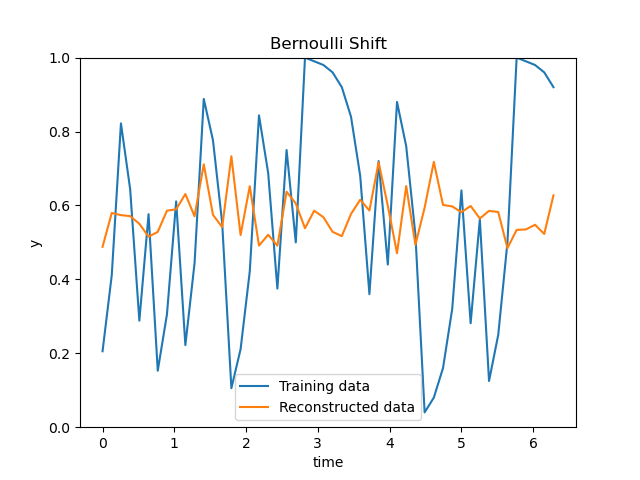 Bernoulli Shift
1.0
0.8
0.6
0.4
0.2
0.0
y
Training data
Reconstructed data
0 1 2 3 4 5 6
time